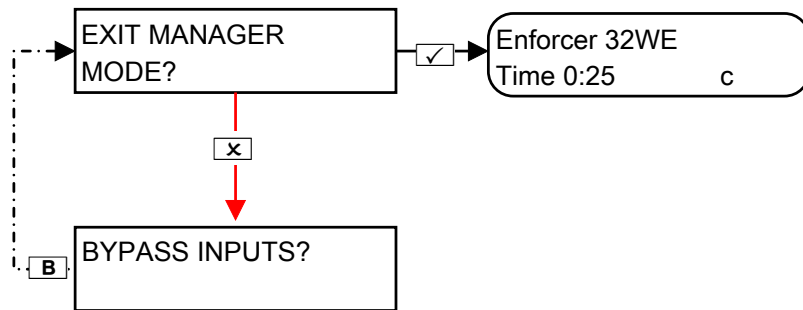 EXIT MANAGER
MODE?
✓
Enforcer 32WE
Time 0:25 c
x
BYPASS INPUTS?
B